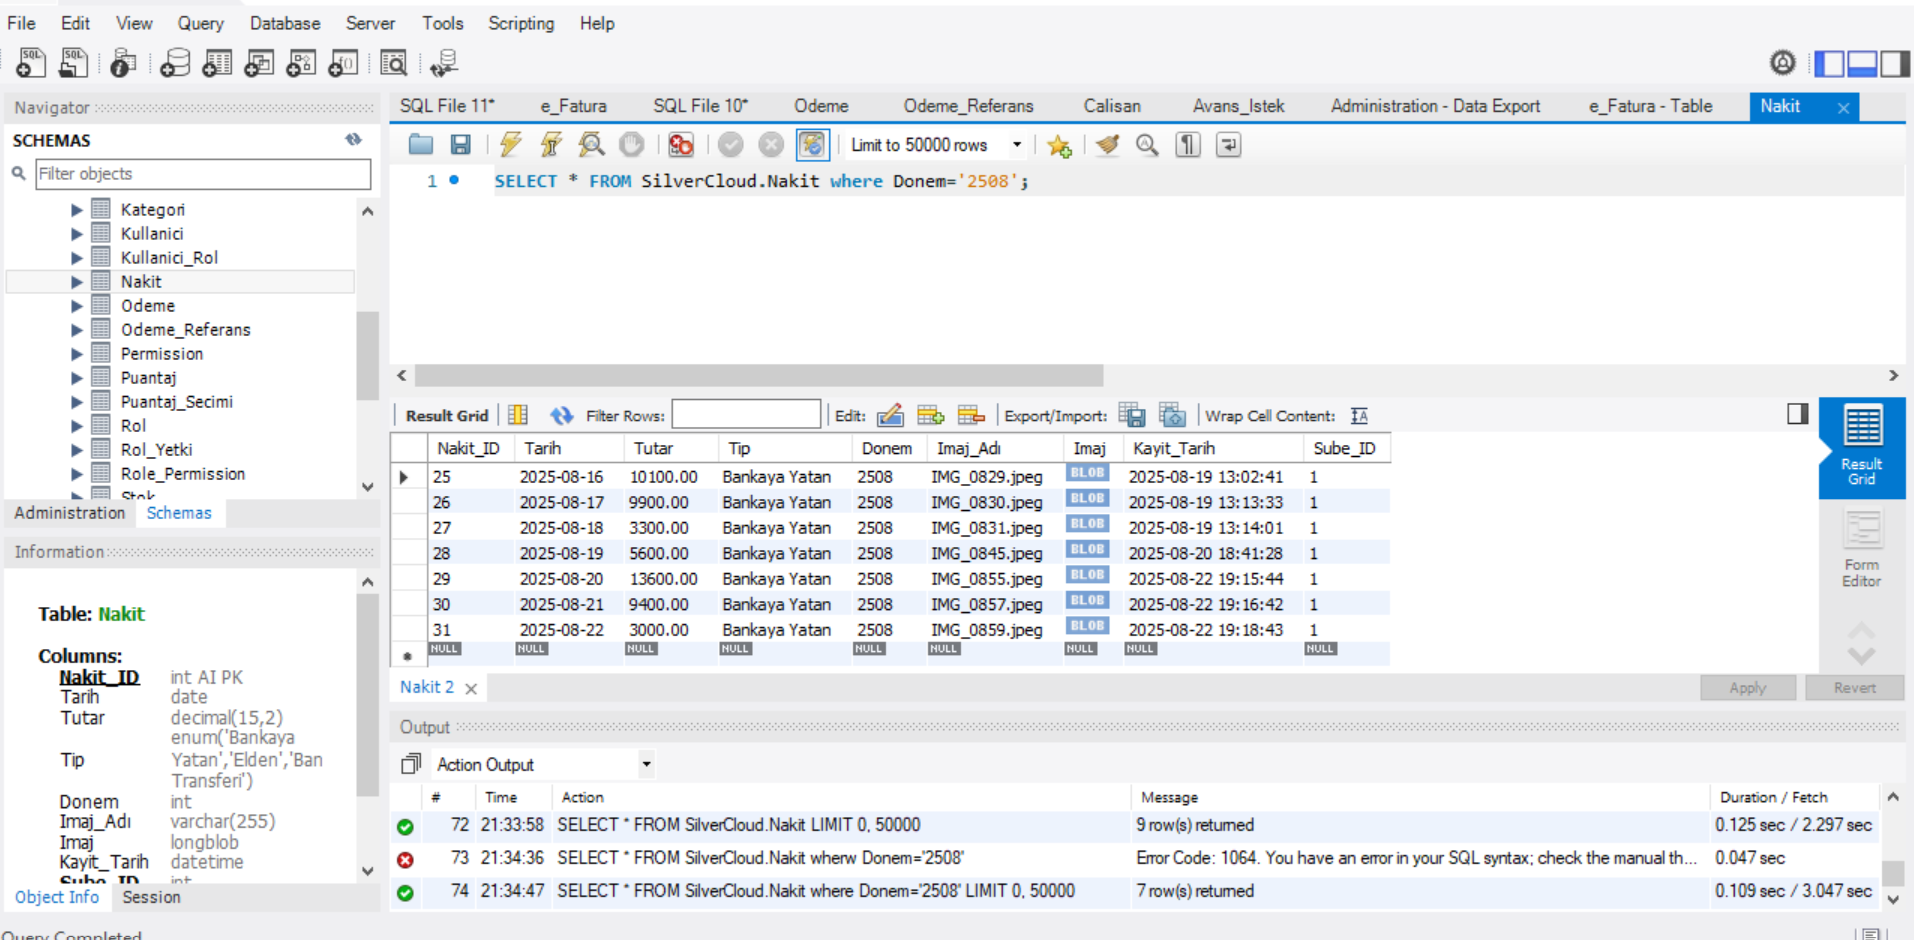 File Edit View Query Database Server Tools Scripting Help
SQL SQL
Navigator
SQL File 11* e_Fatura SQL File 10* Odeme Odeme_Referans Calisan Avans_Istek Administration - Data Export e_Fatura - Table Nakit
SCHEMAS
Filter objects
Limit to 50000 rows
1 SELECT * FROM SilverCloud.Nakit where Donem='2508';
Kategori
Kullanici
Kullanici_Rol
Nakit
Odeme
Odeme_Referans
Permission
Puantaj
Puantaj_Secimi
Rol
Rol_Yetki
Role_Permission
Stok
Administration Schemas
Information
Table: Nakit
Columns:
Nakit_ID int AI PK
Tarih date
Tutar decimal(15,2)
enum('Bankaya
Tip Yatan','Elden','Ban
Transferi')
Donem int
Imaj_Adı varchar(255)
Imaj longblob
Kayit_Tarih datetime
Sube_ID int
Object Info Session
Result Grid Filter Rows: Edit: Export/Import: Wrap Cell Content: IA
Nakit_ID Tarih Tutar Tip Donem Imaj_Adı Imaj Kayit_Tarih Sube_ID
25 2025-08-16 10100.00 Bankaya Yatan 2508 IMG_0829.jpeg BLOB 2025-08-19 13:02:41 1
26 2025-08-17 9900.00 Bankaya Yatan 2508 IMG_0830.jpeg BLOB 2025-08-19 13:13:33 1
27 2025-08-18 3300.00 Bankaya Yatan 2508 IMG_0831.jpeg BLOB 2025-08-19 13:14:01 1
28 2025-08-19 5600.00 Bankaya Yatan 2508 IMG_0845.jpeg BLOB 2025-08-20 18:41:28 1
29 2025-08-20 13600.00 Bankaya Yatan 2508 IMG_0855.jpeg BLOB 2025-08-22 19:15:44 1
30 2025-08-21 9400.00 Bankaya Yatan 2508 IMG_0857.jpeg BLOB 2025-08-22 19:16:42 1
31 2025-08-22 3000.00 Bankaya Yatan 2508 IMG_0859.jpeg BLOB 2025-08-22 19:18:43 1
NULL NULL NULL NULL NULL NULL NULL NULL NULL
Result
Grid
Form
Editor
Nakit 2 Apply Revert
Output
Action Output
# Time Action Message Duration / Fetch
72 21:33:58 SELECT * FROM SilverCloud.Nakit LIMIT 0, 50000 9 row(s) returned 0.125 sec / 2.297 sec
73 21:34:36 SELECT * FROM SilverCloud.Nakit wherw Donem='2508' Error Code: 1064. You have an error in your SQL syntax; check the manual th... 0.047 sec
74 21:34:47 SELECT * FROM SilverCloud.Nakit where Donem='2508' LIMIT 0, 50000 7 row(s) returned 0.109 sec / 3.047 sec
Query Completed